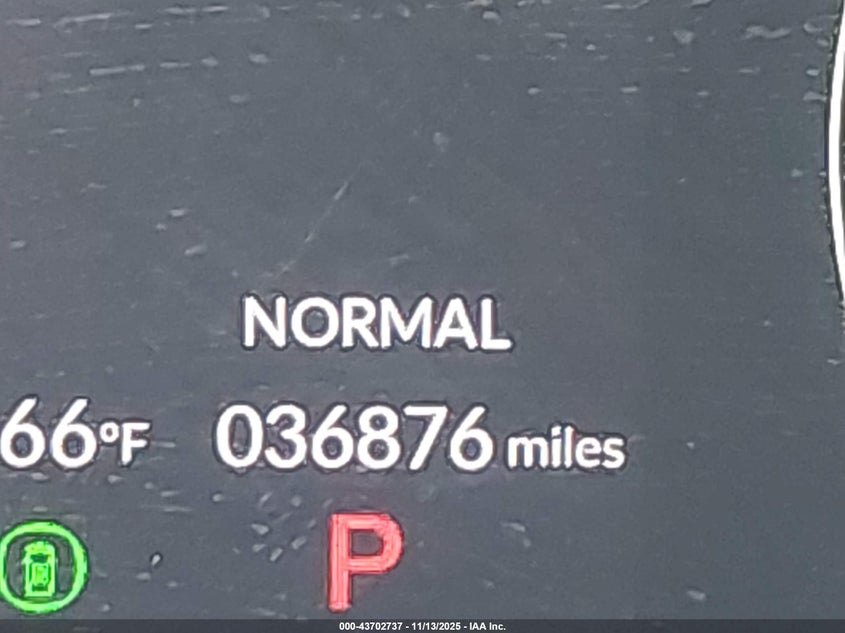 NORMAL
66°F 036876 miles
P
000-43702737 - 11/13/2025 - IAA Inc.